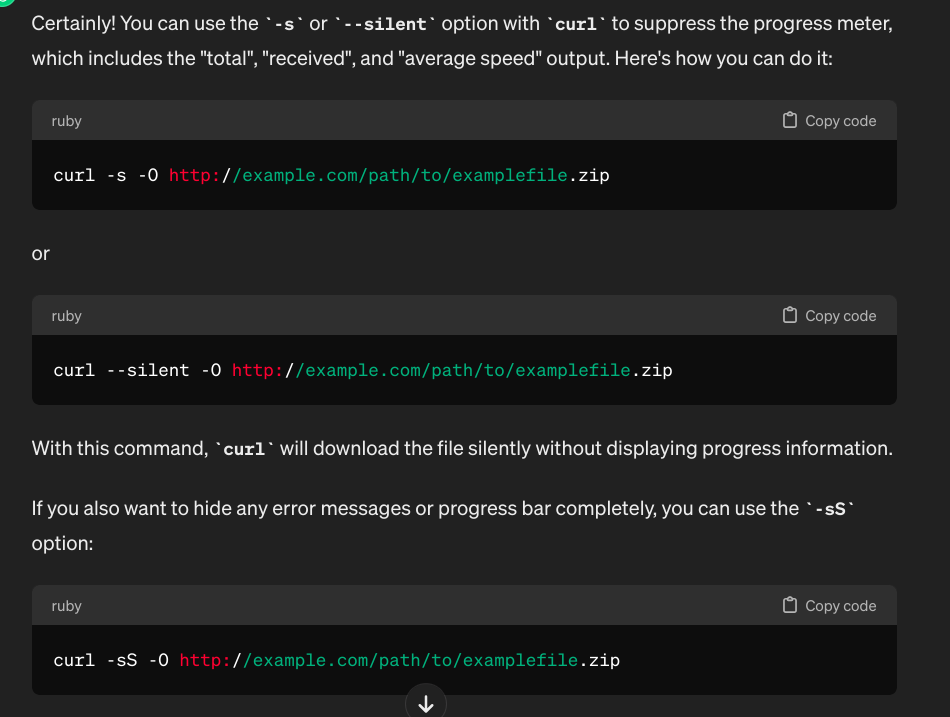 Certainly! You can use the `-s` or `--silent` option with `curl` to suppress the progress meter,
which includes the "total", "received", and "average speed" output. Here's how you can do it:
ruby
Copy code
curl -s -O http://example.com/path/to/examplefile.zip
or
ruby
Copy code
curl --silent -O http://example.com/path/to/examplefile.zip
With this command, `curl` will download the file silently without displaying progress information.
If you also want to hide any error messages or progress bar completely, you can use the `-sS`
option:
ruby
Copy code
curl -sS -O http://example.com/path/to/examplefile.zip